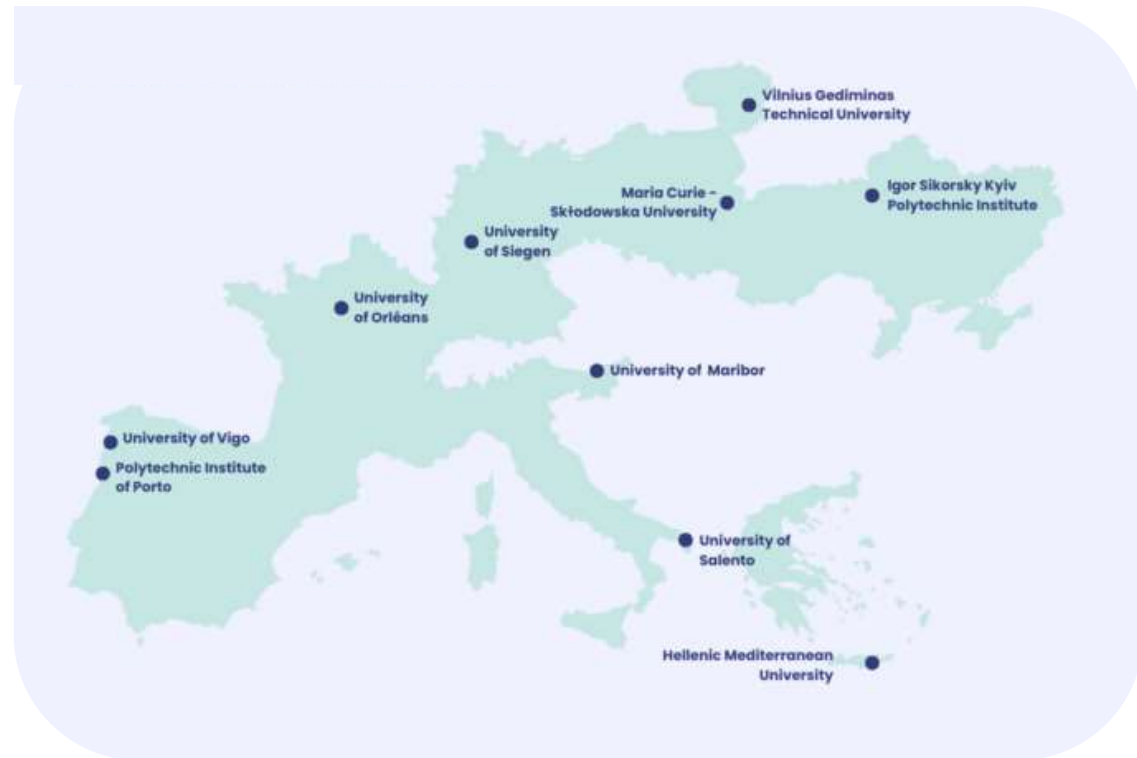 Vilnius Gediminas
Technical University
Igor Sikorsky Kyiv
Polytechnic Institute
Maria Curie -
Skłodowska University
University
of Siegen
University
of Orléans
University of Maribor
University of Vigo
Polytechnic Institute
of Porto
University of
Salento
Hellenic Mediterranean
University